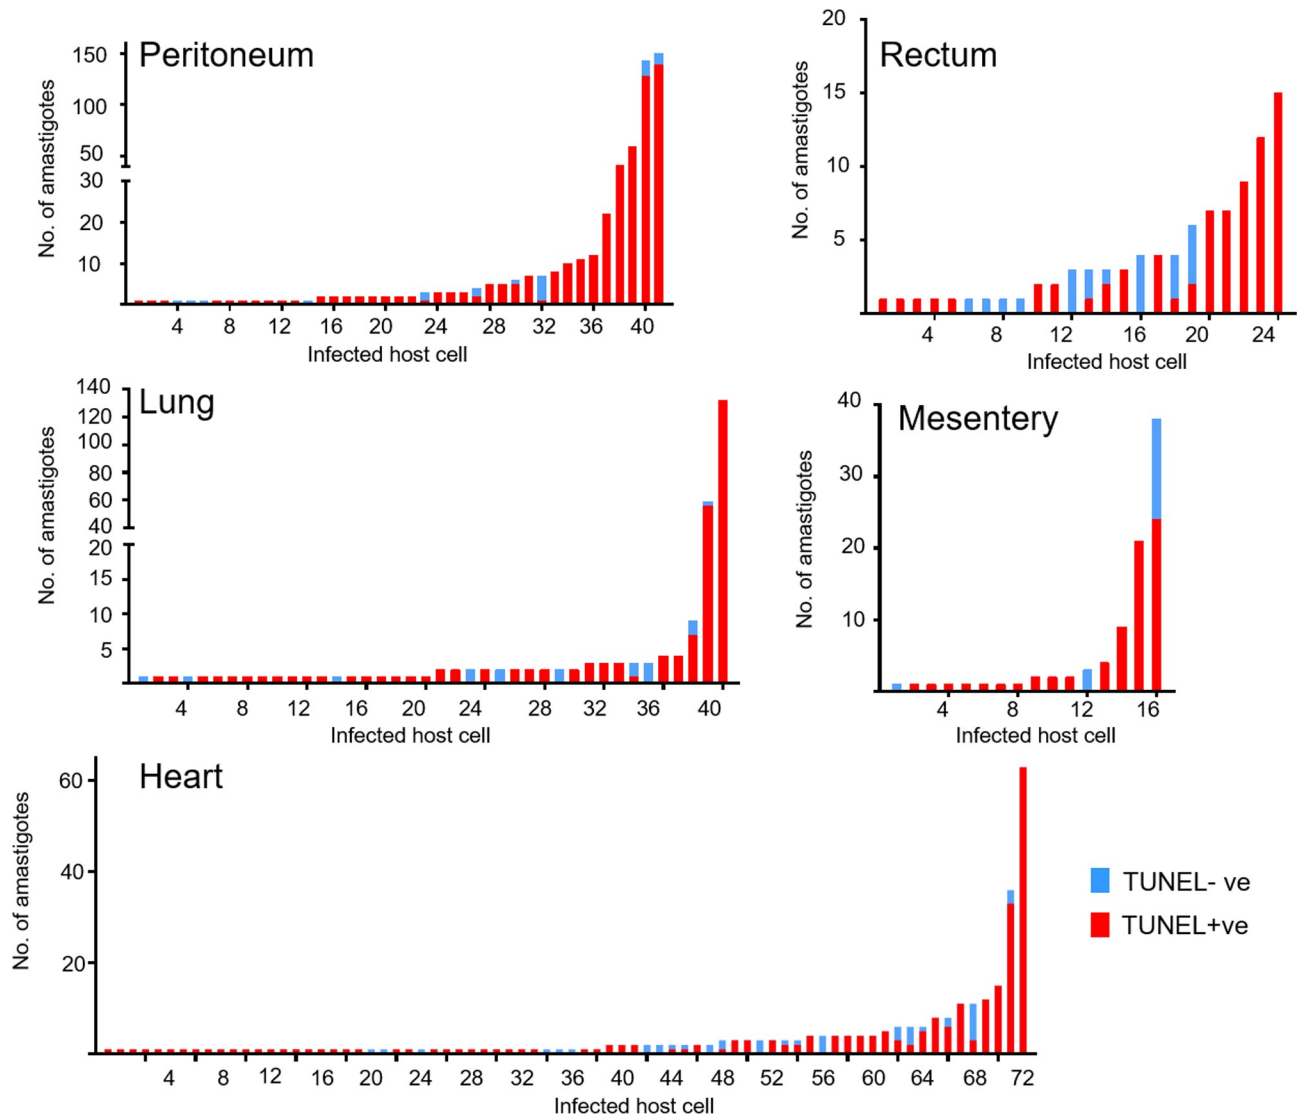 Peritoneum
No. of amastigotes
150
100
50
30
20
10
4 8 12 16 20 24 28 32 36 40
Infected host cell
Rectum
No. of amastigotes
20
15
10
5
4 8 12 16 20 24
Infected host cell
Lung
No. of amastigotes
140
120
100
80
60
40
20
15
10
5
4 8 12 16 20 24 28 32 36 40
Infected host cell
Mesentery
No. of amastigotes
40
30
20
10
4 8 12 16
Infected host cell
Heart
No. of amastigotes
60
40
20
4 8 12 16 20 24 28 32 36 40 44 48 52 56 60 64 68 72
Infected host cell
TUNEL- ve
TUNEL+ve